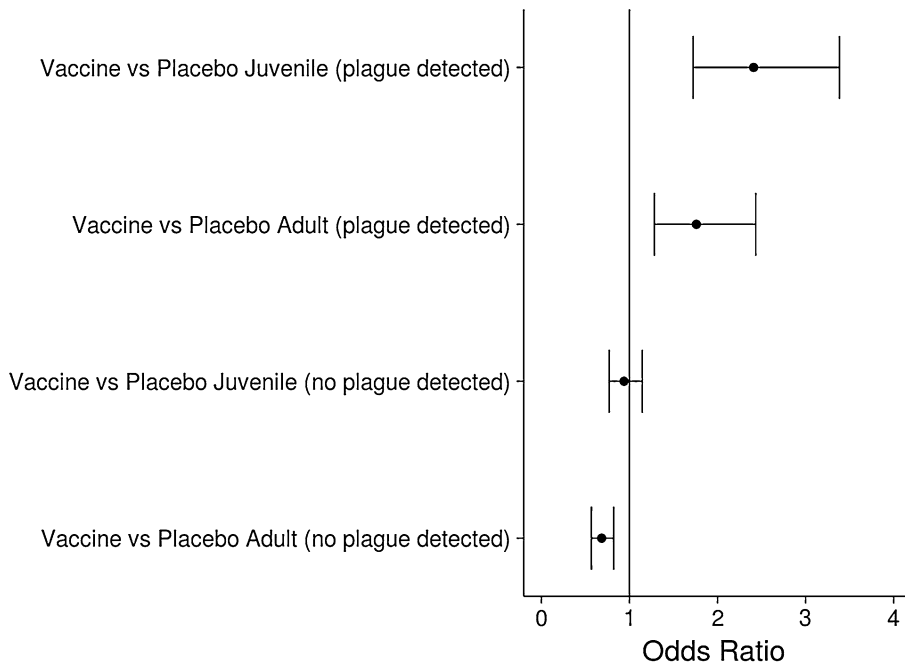 Vaccine vs Placebo Juvenile (plague detected)
Vaccine vs Placebo Adult (plague detected)
Vaccine vs Placebo Juvenile (no plague detected)
Vaccine vs Placebo Adult (no plague detected)
0 1 2 3 4
Odds Ratio